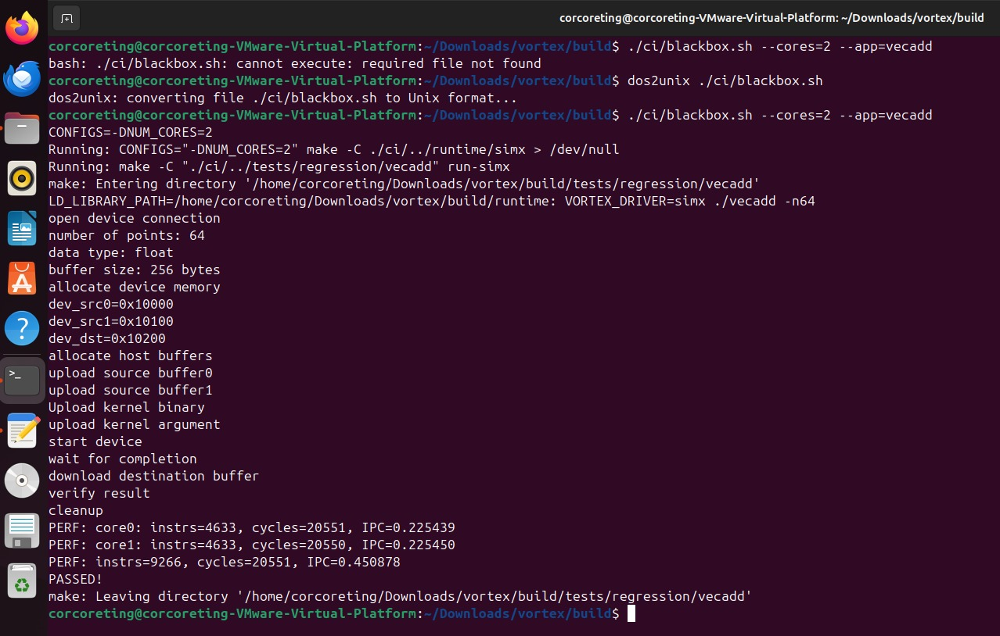 corcoreting@corcoreting-VMware-Virtual-Platform: ~/Downloads/vortex/build
corcoreting@corcoreting-VMware-Virtual-Platform:~/Downloads/vortex/build$ ./ci/blackbox.sh --cores=2 --app=vecadd
bash: ./ci/blackbox.sh: cannot execute: required file not found
corcoreting@corcoreting-VMware-Virtual-Platform:~/Downloads/vortex/build$ dos2unix ./ci/blackbox.sh
dos2unix: converting file ./ci/blackbox.sh to Unix format...
corcoreting@corcoreting-VMware-Virtual-Platform:~/Downloads/vortex/build$ ./ci/blackbox.sh --cores=2 --app=vecadd
CONFIGS=-DNUM_CORES=2
Running: CONFIGS="-DNUM_CORES=2" make -C ./ci/../runtime/simx > /dev/null
Running: make -C "./ci/../tests/regression/vecadd" run-simx
make: Entering directory '/home/corcoreting/Downloads/vortex/build/tests/regression/vecadd'
LD_LIBRARY_PATH=/home/corcoreting/Downloads/vortex/build/runtime: VORTEX_DRIVER=simx ./vecadd -n64
open device connection
number of points: 64
data type: float
buffer size: 256 bytes
allocate device memory
dev_src0=0x10000
dev_src1=0x10100
dev_dst=0x10200
allocate host buffers
upload source buffer0
upload source buffer1
Upload kernel binary
upload kernel argument
start device
wait for completion
download destination buffer
verify result
cleanup
PERF: core0: instrs=4633, cycles=20551, IPC=0.225439
PERF: core1: instrs=4633, cycles=20550, IPC=0.225450
PERF: instrs=9266, cycles=20551, IPC=0.450878
PASSED!
make: Leaving directory '/home/corcoreting/Downloads/vortex/build/tests/regression/vecadd'
corcoreting@corcoreting-VMware-Virtual-Platform:~/Downloads/vortex/build$